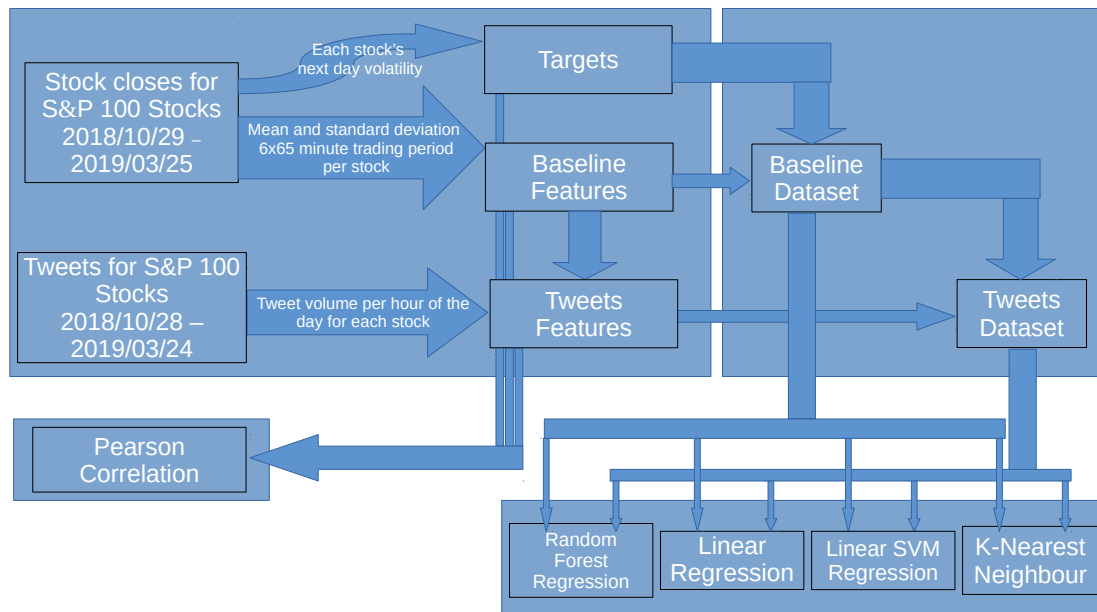 Each stock's
next day volatility
Targets
Stock closes for
S&P 100 Stocks
2018/10/29 –
2019/03/25
Mean and standard deviation
6x65 minute trading period
per stock
Baseline
Features
Baseline
Dataset
Tweets for S&P 100
Stocks
2018/10/28 –
2019/03/24
Tweet volume per hour of the
day for each stock
Tweets
Features
Tweets
Dataset
Pearson
Correlation
Random
Forest
Regression
Linear
Regression
Linear SVM
Regression
K-Nearest
Neighbour